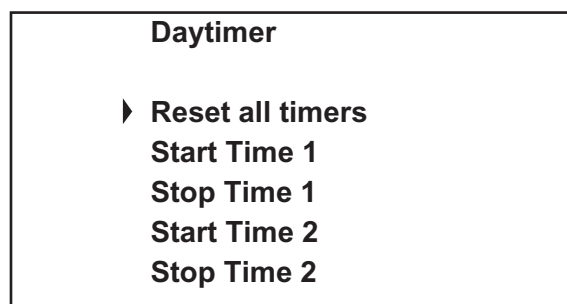 Daytimer
Reset all timers
Start Time 1
Stop Time 1
Start Time 2
Stop Time 2